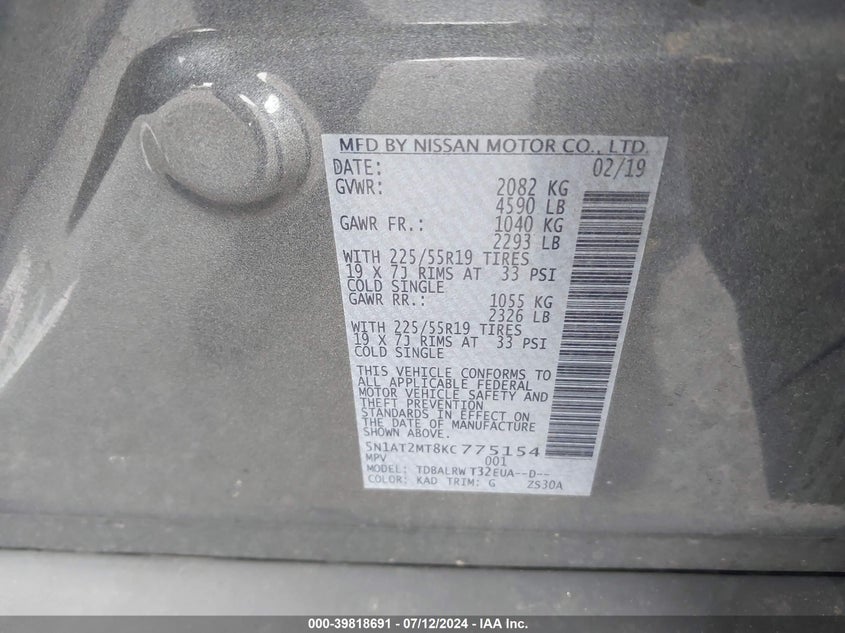 MFD BY NISSAN MOTOR CO., LTD.
DATE: 02/19
GVWR: 2082 KG
4590 LB
GAWR FR.: 1040 KG
2293 LB
WITH 225/55R19 TIRES
19 X 7J RIMS AT 33 PSI
COLD SINGLE
GAWR RR.: 1055 KG
2326 LB
WITH 225/55R19 TIRES
19 X 7J RIMS AT 33 PSI
COLD SINGLE
THIS VEHICLE CONFORMS TO
ALL APPLICABLE FEDERAL
MOTOR VEHICLE SAFETY AND
THEFT PREVENTION
STANDARDS IN EFFECT ON
THE DATE OF MANUFACTURE
SHOWN ABOVE.
5N1AT2MT8KC775154
MPV 001
MODEL: TDBALRW T32EUA--D--
COLOR: KAD TRIM: G ZS30A
000-39818691 - 07/12/2024 - IAA Inc.